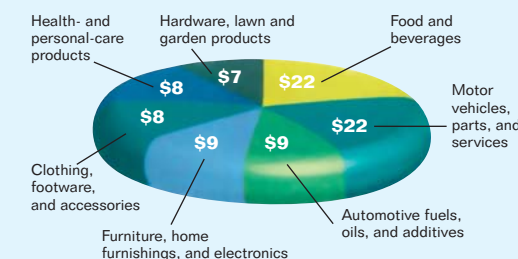 Health- and
personal-care
products
Hardware, lawn and
garden products
Food and
beverages
Motor
vehicles,
parts, and
services
Automotive fuels,
oils, and additives
Furniture, home
furnishings, and electronics
Clothing,
footware,
and accessories
$8
$7
$22
$22
$9
$9
$8